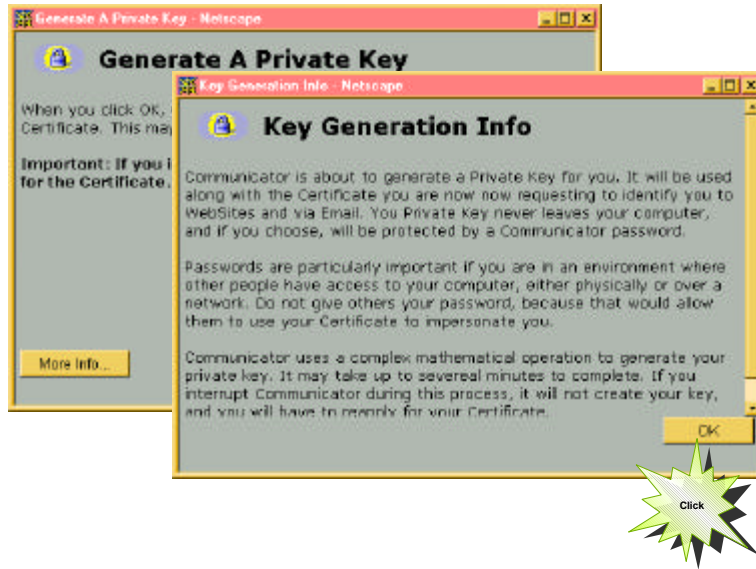 Generate A Private Key - Netscape
Generate A Private Key
When you click OK,
Certificate. This may
Important: If you i
for the Certificate.
More Info...
Key Generation Info - Netscape
Key Generation Info
Communicator is about to generate a Private Key for you. It will be used
along with the Certificate you are now now requesting to identify you to
WebSites and via Email. You Private Key never leaves your computer,
and if you choose, will be protected by a Communicator password.
Passwords are particularly important if you are in an environment where
other people have access to your computer, either physically or over a
network. Do not give others your password, because that would allow
them to use your Certificate to impersonate you.
Communicator uses a complex mathematical operation to generate your
private key. It may take up to severeal minutes to complete. If you
interrupt Communicator during this process, it will not create your key,
and you will have to reapply for your Certificate.
OK
Click